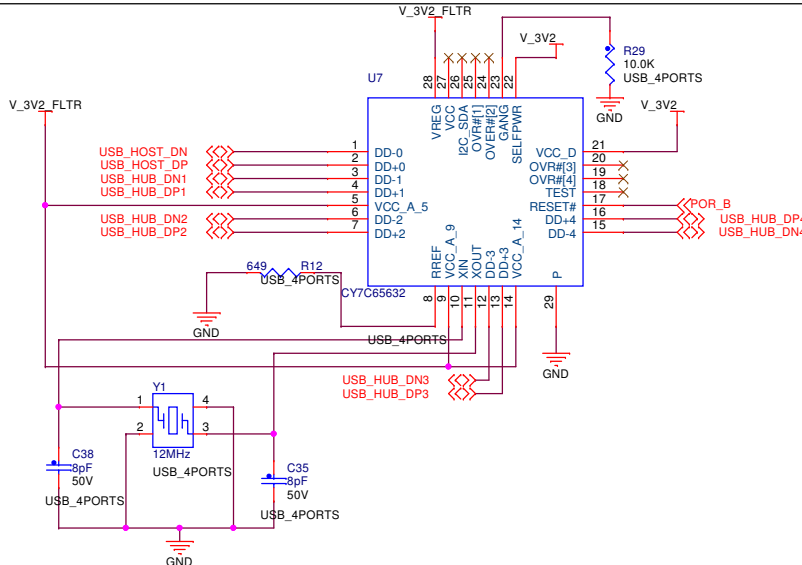 V_3V2_FLTR
V_3V2
R29
10.0K
USB_4PORTS
GND
U7
28
27
26
25
24
23
22
V_3V2_FLTR
V_3V2
VREG
VCC
I2C_SDA
OVR#[1]
OVER#[2]
GANG
SELFPWR
USB_HOST_DN
1
DD-0
VCC_D
21
USB_HOST_DP
2
DD+0
OVR#[3]
20
USB_HUB_DN1
3
DD-1
OVR#[4]
19
USB_HUB_DP1
4
DD+1
TEST
18
5
VCC_A_5
RESET#
17
POR_B
USB_HUB_DN2
6
DD-2
DD+4
16
USB_HUB_DP4
USB_HUB_DP2
7
DD+2
DD-4
15
USB_HUB_DN4
RREF
VCC_A_9
XIN
XOUT
DD-3
DD+3
VCC_A_14
P
649
R12
USB_4PORTS
CY7C65632
8
9
10
11
12
13
14
29
GND
USB_4PORTS
GND
USB_HUB_DN3
USB_HUB_DP3
Y1
1
4
2
3
12MHz
USB_4PORTS
C38
8pF
50V
USB_4PORTS
C35
8pF
50V
USB_4PORTS
GND